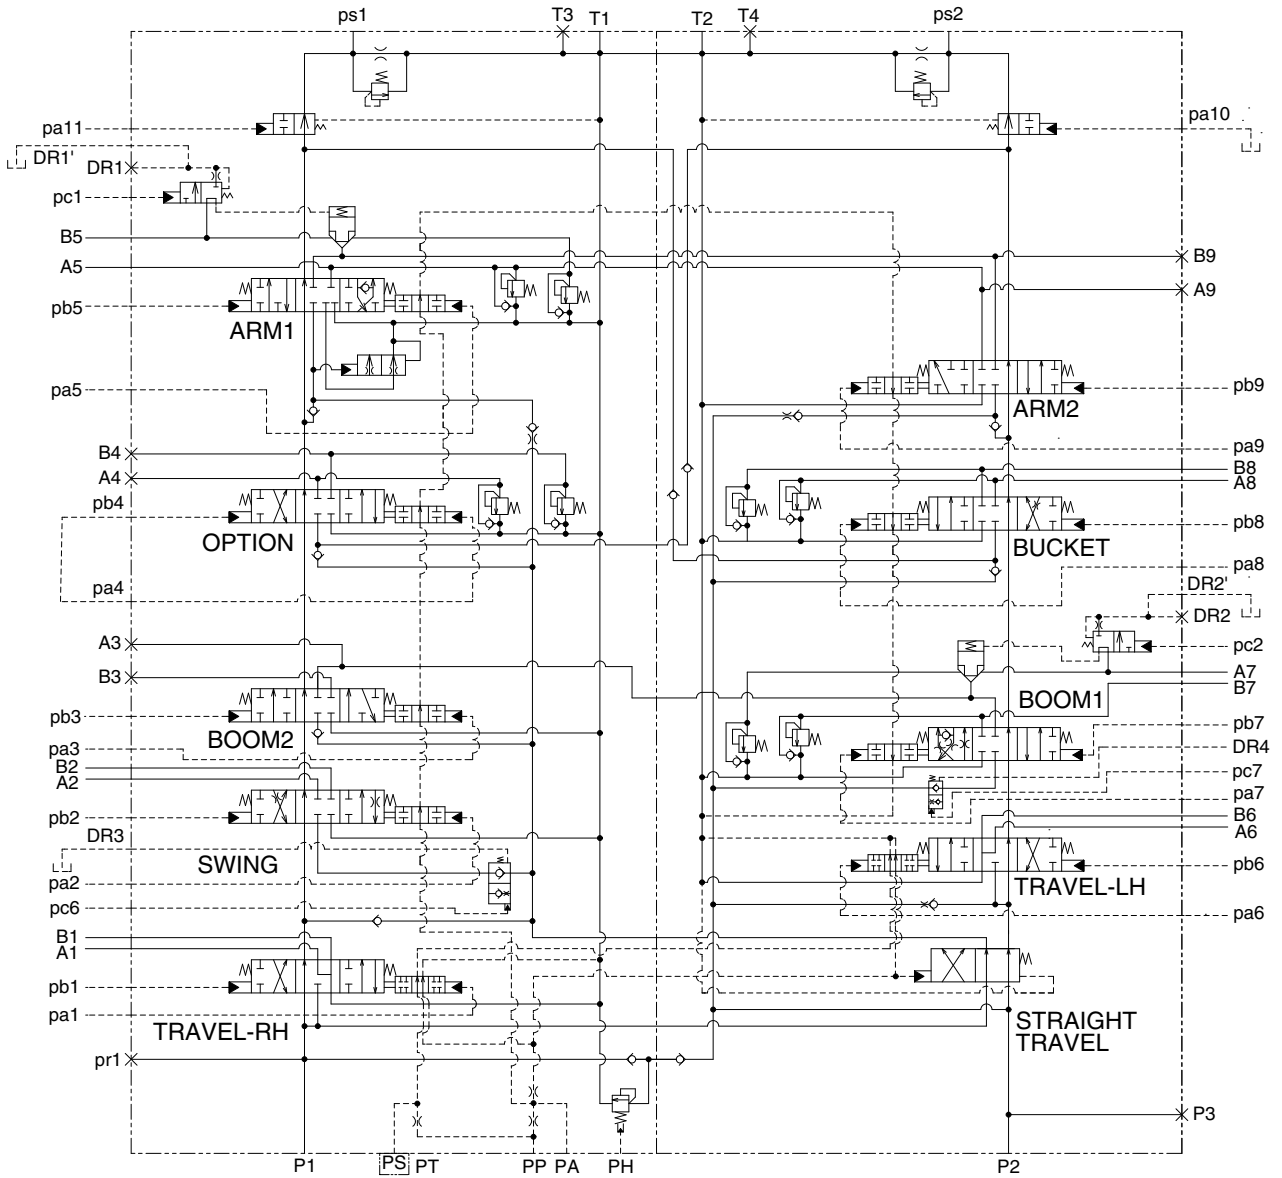 ps1
T3
T1
T2
T4
ps2
pa11
pa10
DR1'
DR1
pc1
B5
A5
B9
A9
pb5
ARM1
pa5
pb9
ARM2
pa9
B4
A4
B8
A8
pb4
OPTION
pb8
BUCKET
pa4
pa8
DR2'
DR2
A3
pc2
B3
A7
B7
BOOM1
pb3
BOOM2
pb7
pa3
DR4
B2
A2
pc7
pa7
pb2
B6
DR3
A6
SWING
pa2
pb6
TRAVEL-LH
pc6
pa6
B1
A1
pb1
pa1
TRAVEL-RH
STRAIGHT
TRAVEL
pr1
P3
P1
PS
PT
PP
PA
PH
P2